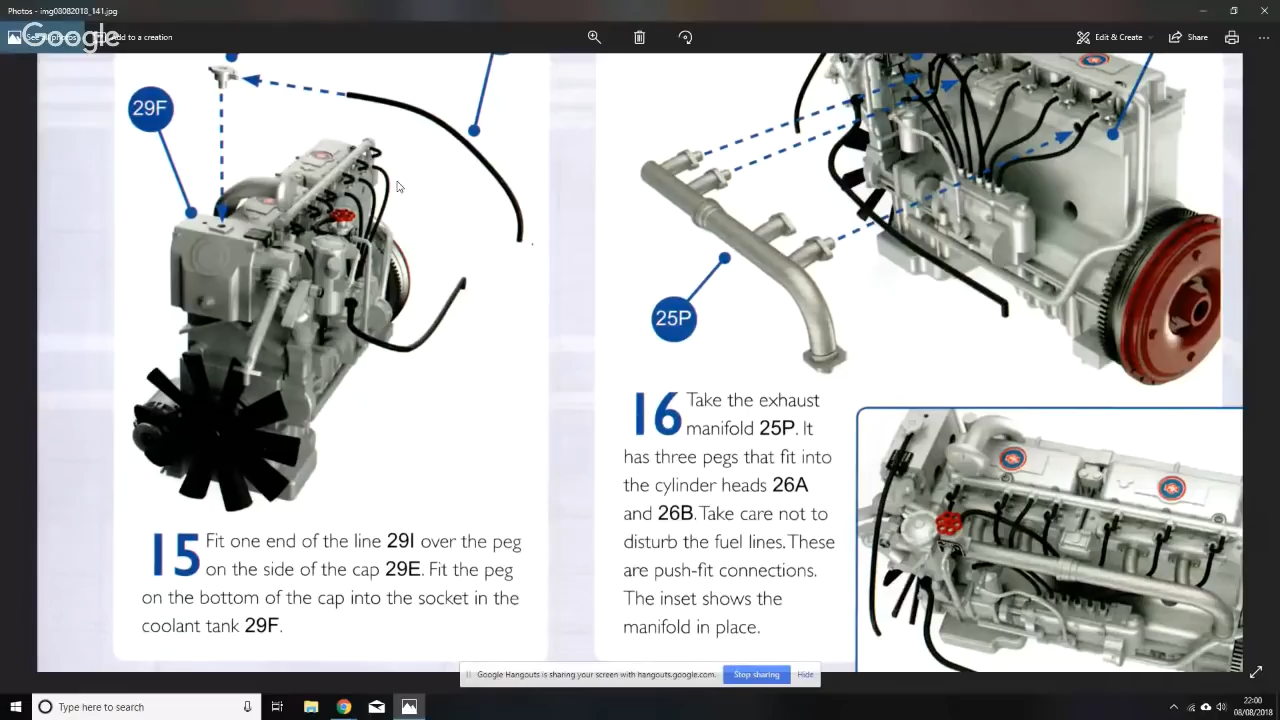 Photos - img08082018_141.jpg
See all photos
Add to a creation
Google
Edit & Create
Share
29F
25P
15 Fit one end of the line 29I over the peg
on the side of the cap 29E. Fit the peg
on the bottom of the cap into the socket in the
coolant tank 29F.
16 Take the exhaust
manifold 25P. It
has three pegs that fit into
the cylinder heads 26A
and 26B. Take care not to
disturb the fuel lines. These
are push-fit connections.
The inset shows the
manifold in place.
Google Hangouts is sharing your screen with hangouts.google.com.
Stop sharing
Hide
Type here to search
22:00
08/08/2018